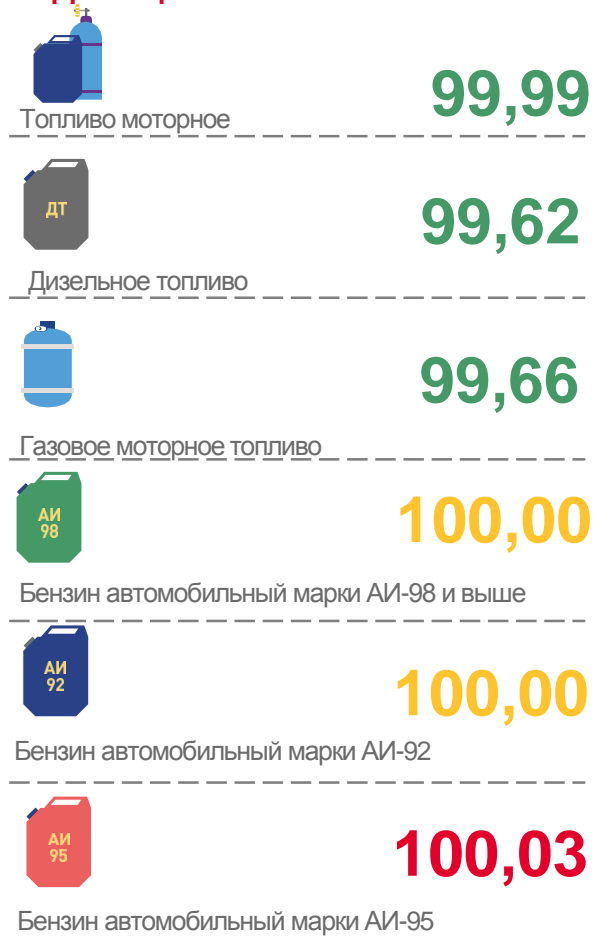 99,99
Топливо моторное
ДТ
99,62
Дизельное топливо
99,66
Газовое моторное топливо
АИ
98
100,00
Бензин автомобильный марки АИ-98 и выше
АИ
92
100,00
Бензин автомобильный марки АИ-92
АИ
95
100,03
Бензин автомобильный марки АИ-95